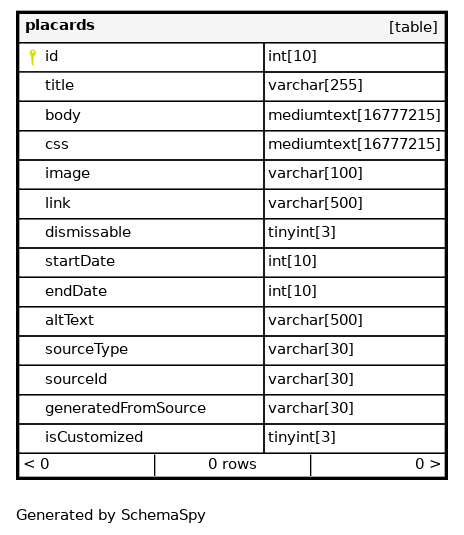 placards [table]
id int[10]
title varchar[255]
body mediumtext[16777215]
css mediumtext[16777215]
image varchar[100]
link varchar[500]
dismissable tinyint[3]
startDate int[10]
endDate int[10]
altText varchar[500]
sourceType varchar[30]
sourceId varchar[30]
generatedFromSource varchar[30]
isCustomized tinyint[3]
< 0 0 rows 0 >
Generated by SchemaSpy